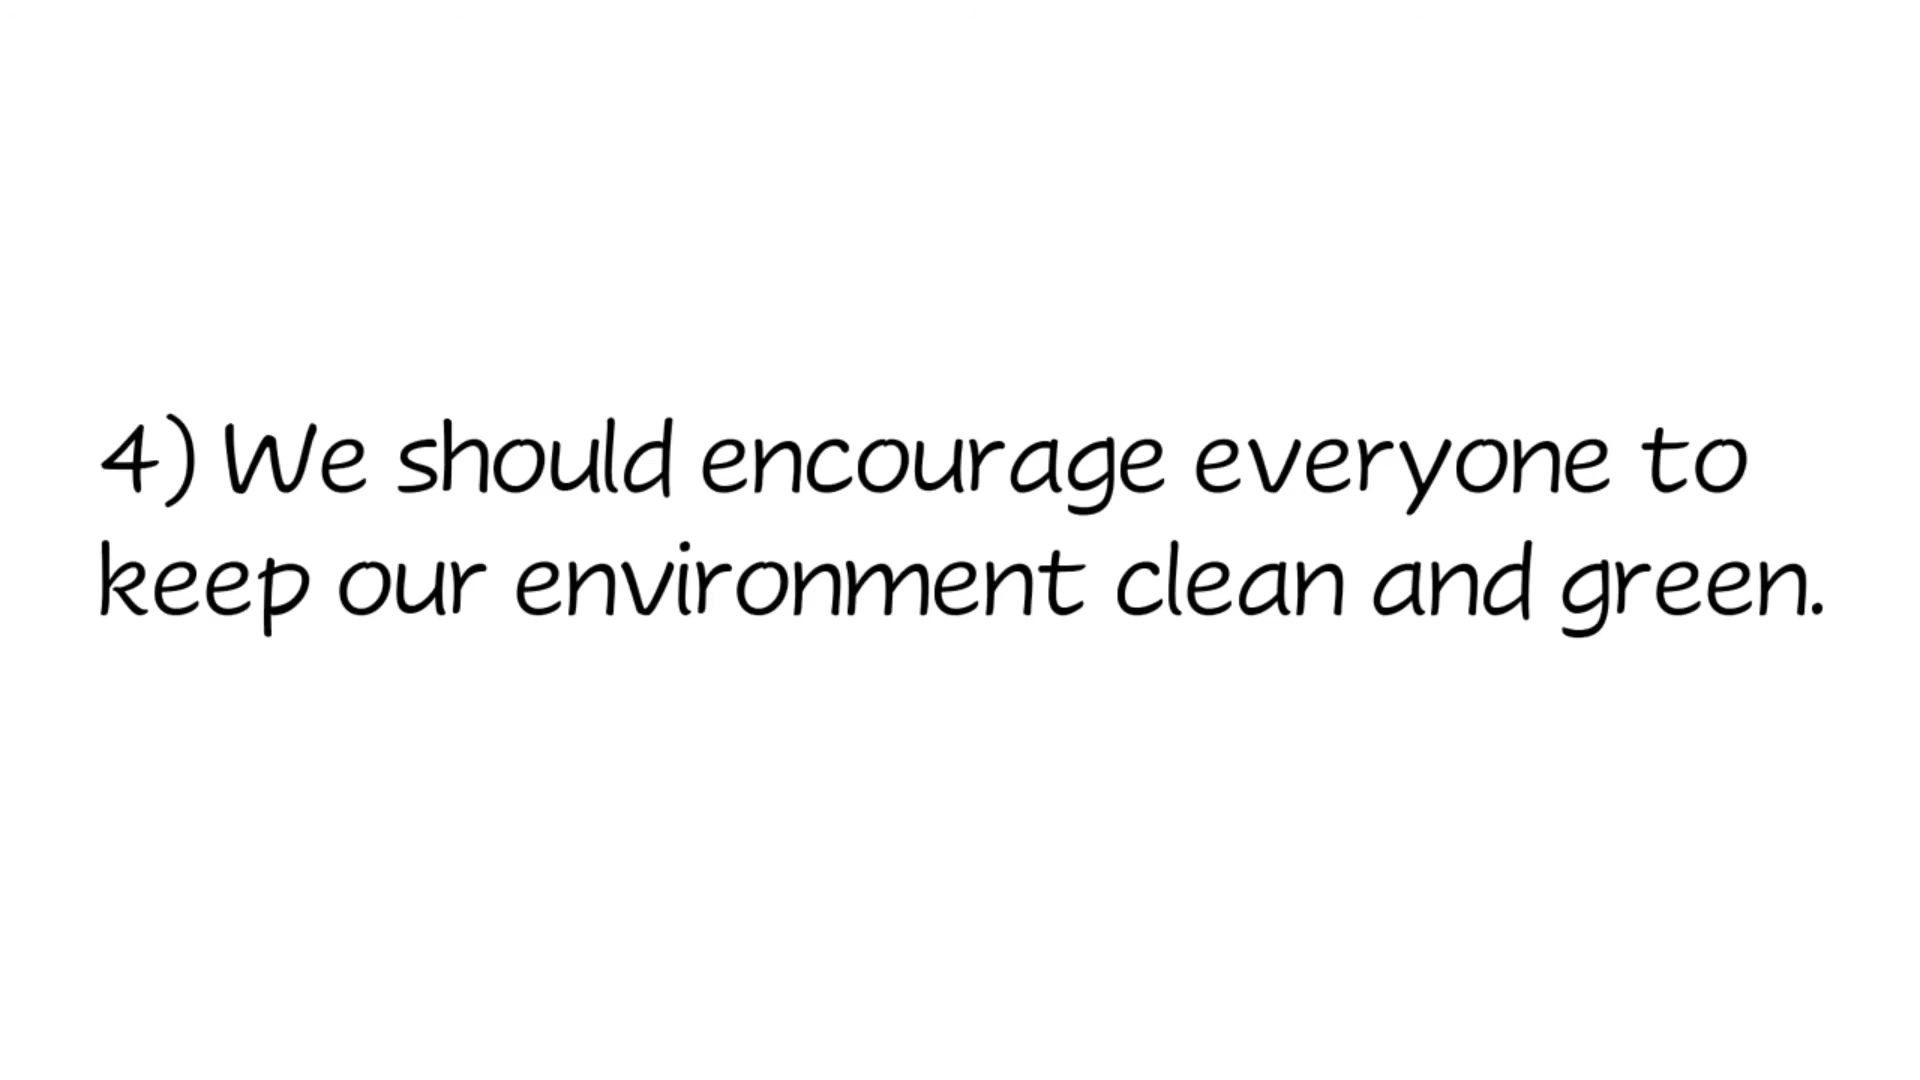 4) We should encourage everyone to
keep our environment clean and green.